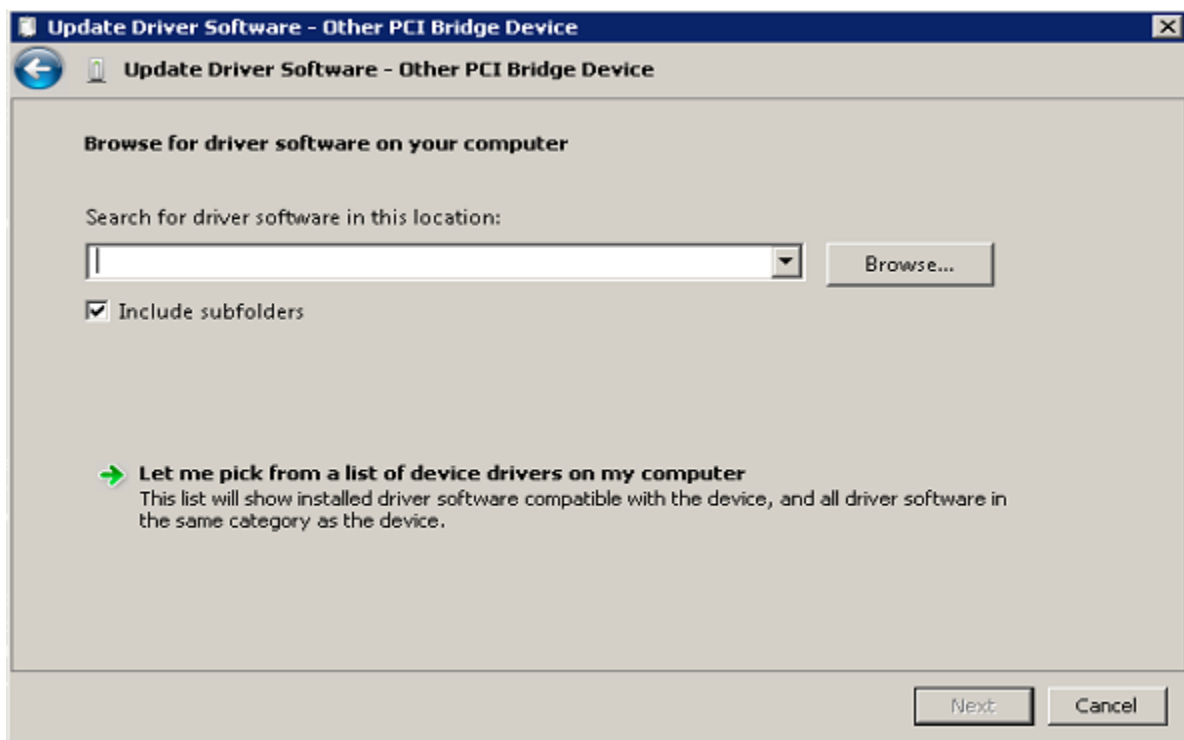 Update Driver Software - Other PCI Bridge Device
Update Driver Software - Other PCI Bridge Device
Browse for driver software on your computer
Search for driver software in this location:
Browse...
Include subfolders
Let me pick from a list of device drivers on my computer
This list will show installed driver software compatible with the device, and all driver software in
the same category as the device.
Next
Cancel